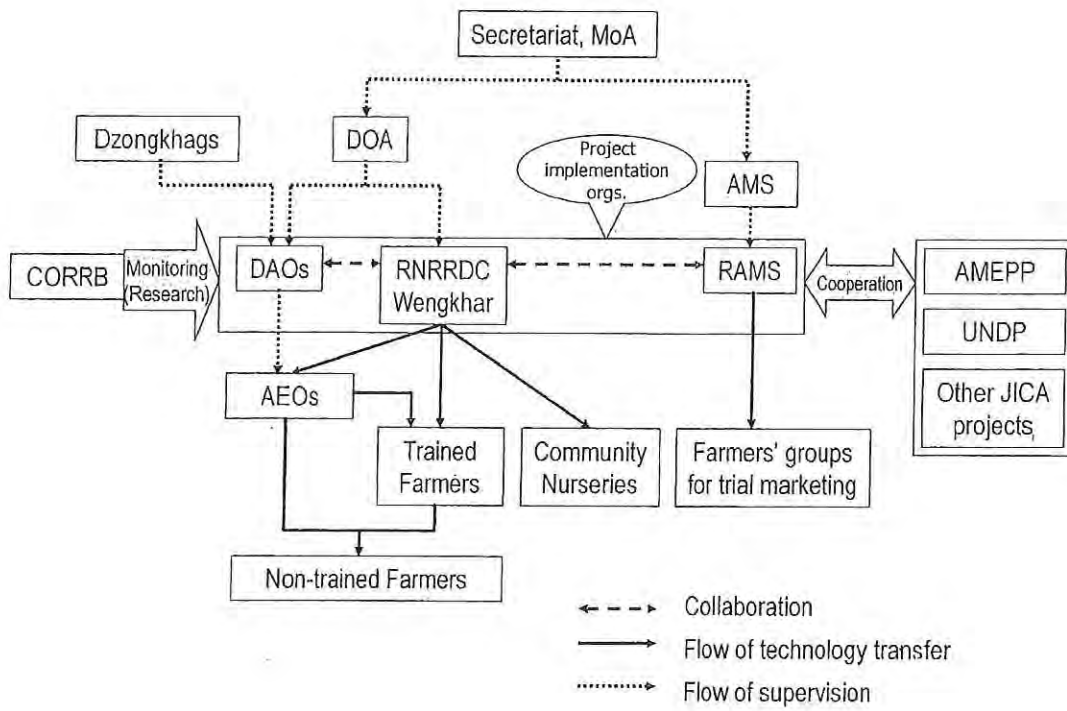 Secretariat, MoA
Dzongkhags
DOA
Project
implementation
orgs.
AMS
CORRB
Monitoring
(Research)
DAOs
RNRRDC
Wengkhar
RAMS
Cooperation
AMEPP
UNDP
Other JICA
projects
AEOs
Trained
Farmers
Community
Nurseries
Farmers' groups
for trial marketing
Non-trained Farmers
Collaboration
Flow of technology transfer
Flow of supervision